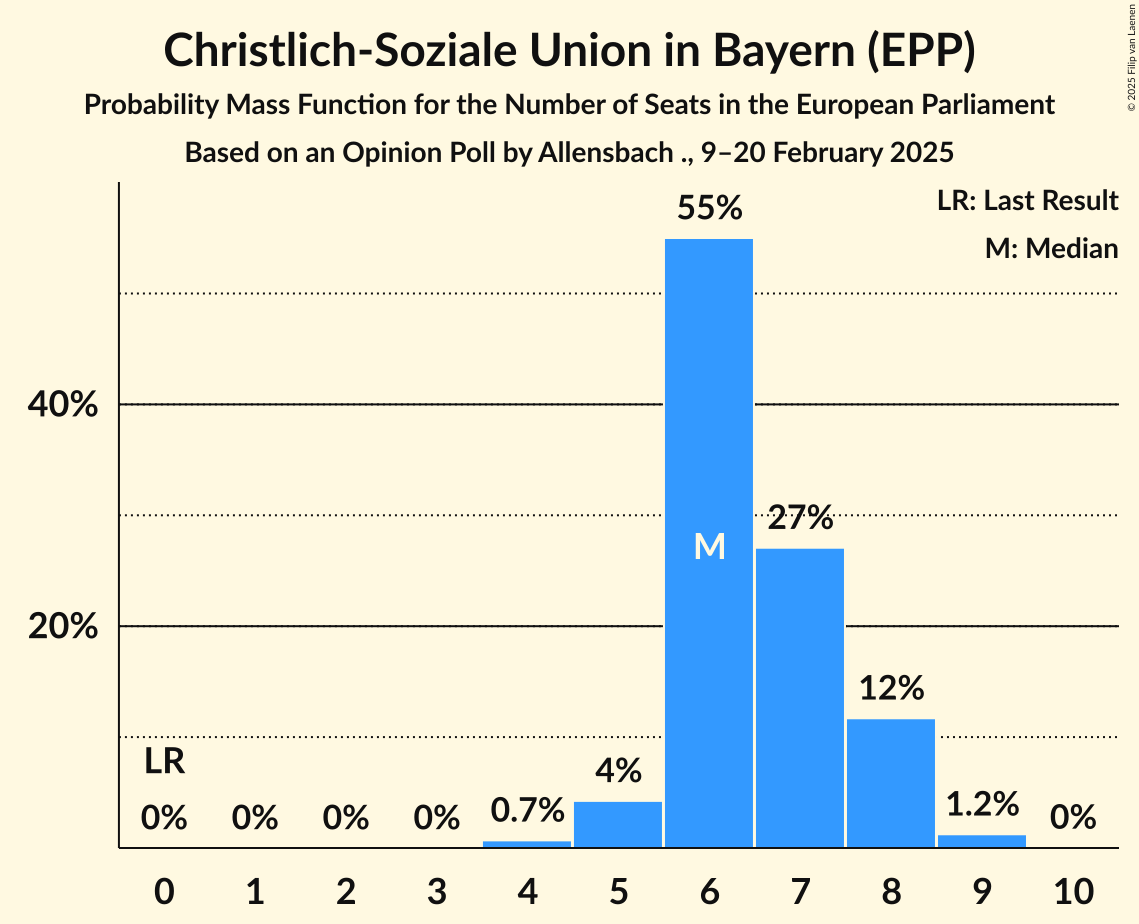 Christlich-Soziale Union in Bayern (EPP)
Probability Mass Function for the Number of Seats in the European Parliament
Based on an Opinion Poll by Allensbach ., 9–20 February 2025
© 2025 Filip van Laenen
LR: Last Result
M: Median
55%
40%
27%
M
20%
12%
LR
4%
0% 0% 0% 0% 0.7% 1.2% 0%
0 1 2 3 4 5 6 7 8 9 10